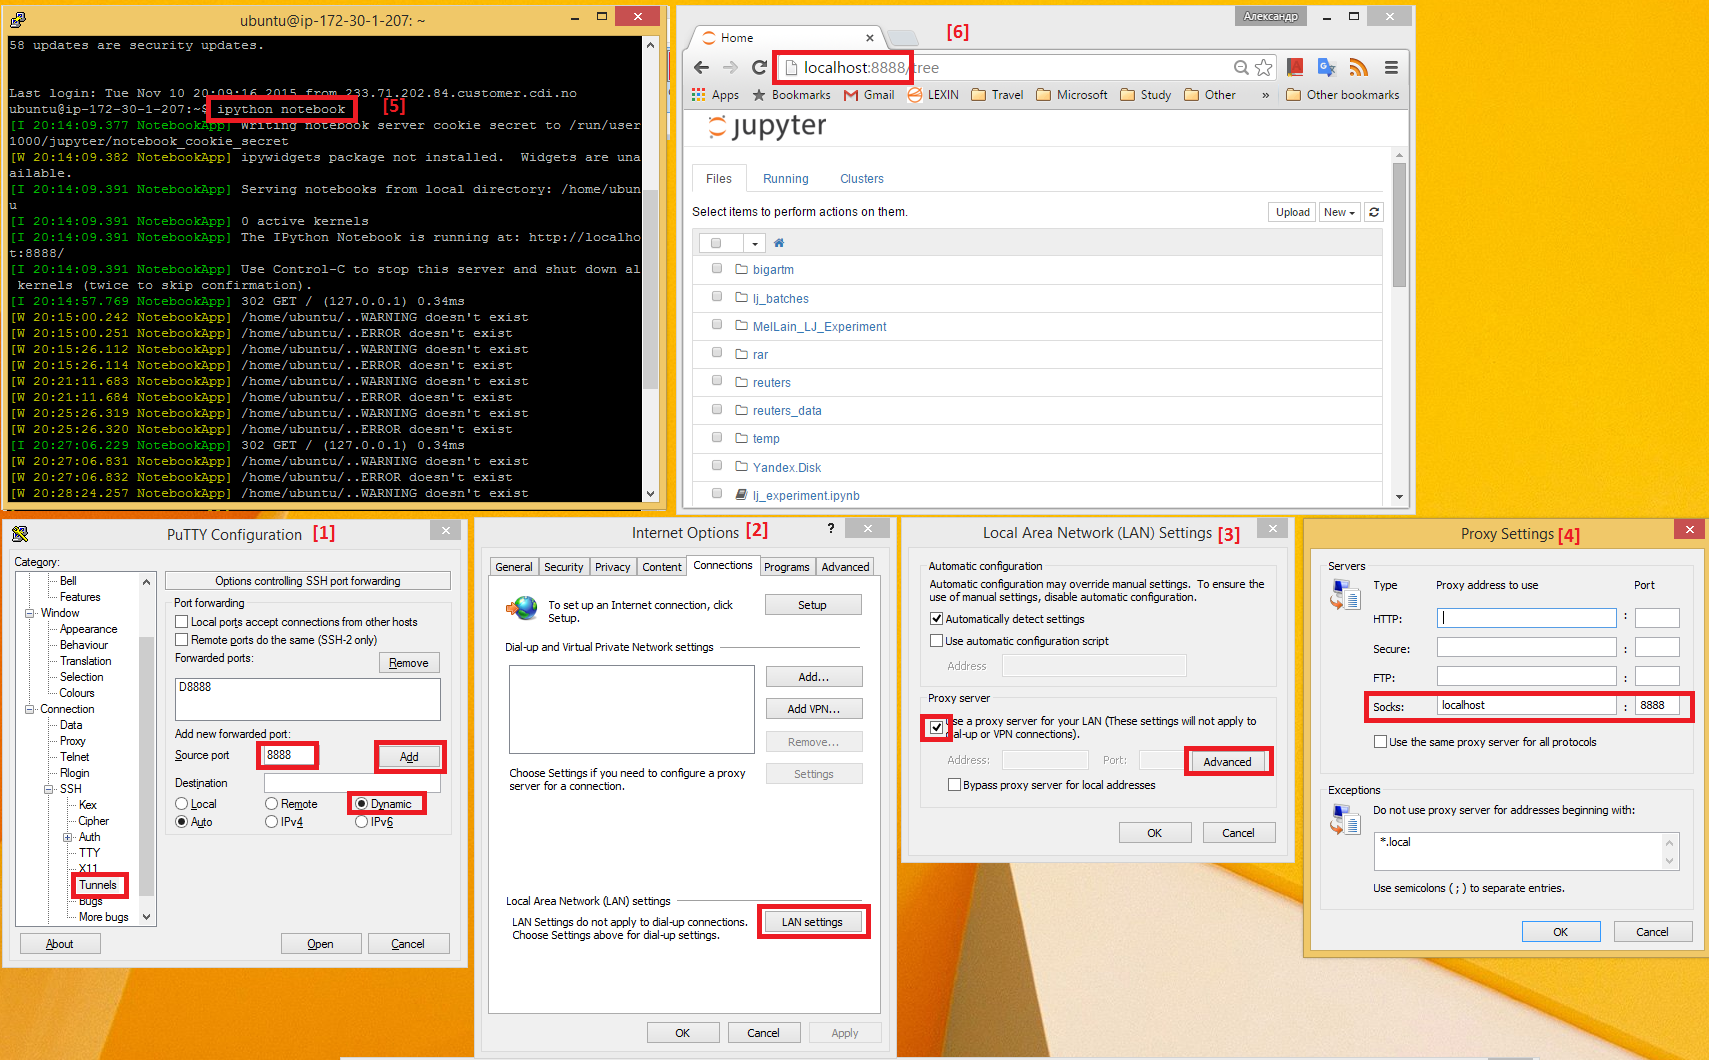 ubuntu@ip-172-30-1-207: ~
58 updates are security updates.
Last login: Tue Nov 10 20:09:16 2015 from 233.71.202.84.customer.cdi.no
ubuntu@ip-172-30-1-207:~$ ipython notebook
[5]
[I 20:14:09.377 NotebookApp] Writing notebook server cookie secret to /run/user
1000/jupyter/notebook_cookie_secret
[W 20:14:09.382 NotebookApp] ipywidgets package not installed.  Widgets are una
ailable.
[I 20:14:09.391 NotebookApp] Serving notebooks from local directory: /home/ubun
u
[I 20:14:09.391 NotebookApp] 0 active kernels
[I 20:14:09.391 NotebookApp] The IPython Notebook is running at: http://localho
t:8888/
[I 20:14:09.391 NotebookApp] Use Control-C to stop this server and shut down al
 kernels (twice to skip confirmation).
[I 20:14:57.769 NotebookApp] 302 GET / (127.0.0.1) 0.34ms
[W 20:15:00.242 NotebookApp] /home/ubuntu/..WARNING doesn't exist
[W 20:15:00.251 NotebookApp] /home/ubuntu/..ERROR doesn't exist
[W 20:15:26.112 NotebookApp] /home/ubuntu/..WARNING doesn't exist
[W 20:15:26.114 NotebookApp] /home/ubuntu/..ERROR doesn't exist
[W 20:21:11.683 NotebookApp] /home/ubuntu/..WARNING doesn't exist
[W 20:21:11.684 NotebookApp] /home/ubuntu/..ERROR doesn't exist
[W 20:25:26.319 NotebookApp] /home/ubuntu/..WARNING doesn't exist
[W 20:25:26.320 NotebookApp] /home/ubuntu/..ERROR doesn't exist
[I 20:27:06.229 NotebookApp] 302 GET / (127.0.0.1) 0.34ms
[W 20:27:06.831 NotebookApp] /home/ubuntu/..WARNING doesn't exist
[W 20:27:06.832 NotebookApp] /home/ubuntu/..ERROR doesn't exist
[W 20:28:24.257 NotebookApp] /home/ubuntu/..WARNING doesn't exist
Александр
Home
[6]
localhost:8888/tree
Apps Bookmarks Gmail LEXIN Travel Microsoft Study Other » Other bookmarks
jupyter
Files Running Clusters
Select items to perform actions on them.
Upload New
bigartm
lj_batches
MelLain_LJ_Experiment
rar
reuters
reuters_data
temp
Yandex.Disk
lj_experiment.ipynb
PuTTY Configuration [1]
Category:
Bell
Features
Window
Appearance
Behaviour
Translation
Selection
Colours
Connection
Data
Proxy
Telnet
Rlogin
SSH
Kex
Cipher
Auth
TTY
X11
Tunnels
Bugs
More bugs
Options controlling SSH port forwarding
Port forwarding
Local ports accept connections from other hosts
Remote ports do the same (SSH-2 only)
Forwarded ports:
Remove
D8888
Add new forwarded port:
Source port 8888 Add
Destination
Local Remote Dynamic
Auto IPv4 IPv6
About Open Cancel
Internet Options [2] ?
General Security Privacy Content Connections Programs Advanced
To set up an Internet connection, click
Setup.
Setup
Dial-up and Virtual Private Network settings
Add...
Add VPN...
Remove...
Settings
Choose Settings if you need to configure a proxy
server for a connection.
Local Area Network (LAN) settings
LAN Settings do not apply to dial-up connections.
Choose Settings above for dial-up settings.
LAN settings
OK Cancel Apply
Local Area Network (LAN) Settings [3]
Automatic configuration
Automatic configuration may override manual settings. To ensure the
use of manual settings, disable automatic configuration.
Automatically detect settings
Use automatic configuration script
Address
Proxy server
Use a proxy server for your LAN (These settings will not apply to
dial-up or VPN connections).
Address: Port: Advanced
Bypass proxy server for local addresses
OK Cancel
Proxy Settings [4]
Servers
Type Proxy address to use Port
HTTP: :
Secure: :
FTP: :
Socks: localhost : 8888
Use the same proxy server for all protocols
Exceptions
Do not use proxy server for addresses beginning with:
*.local
Use semicolons ( ; ) to separate entries.
OK Cancel